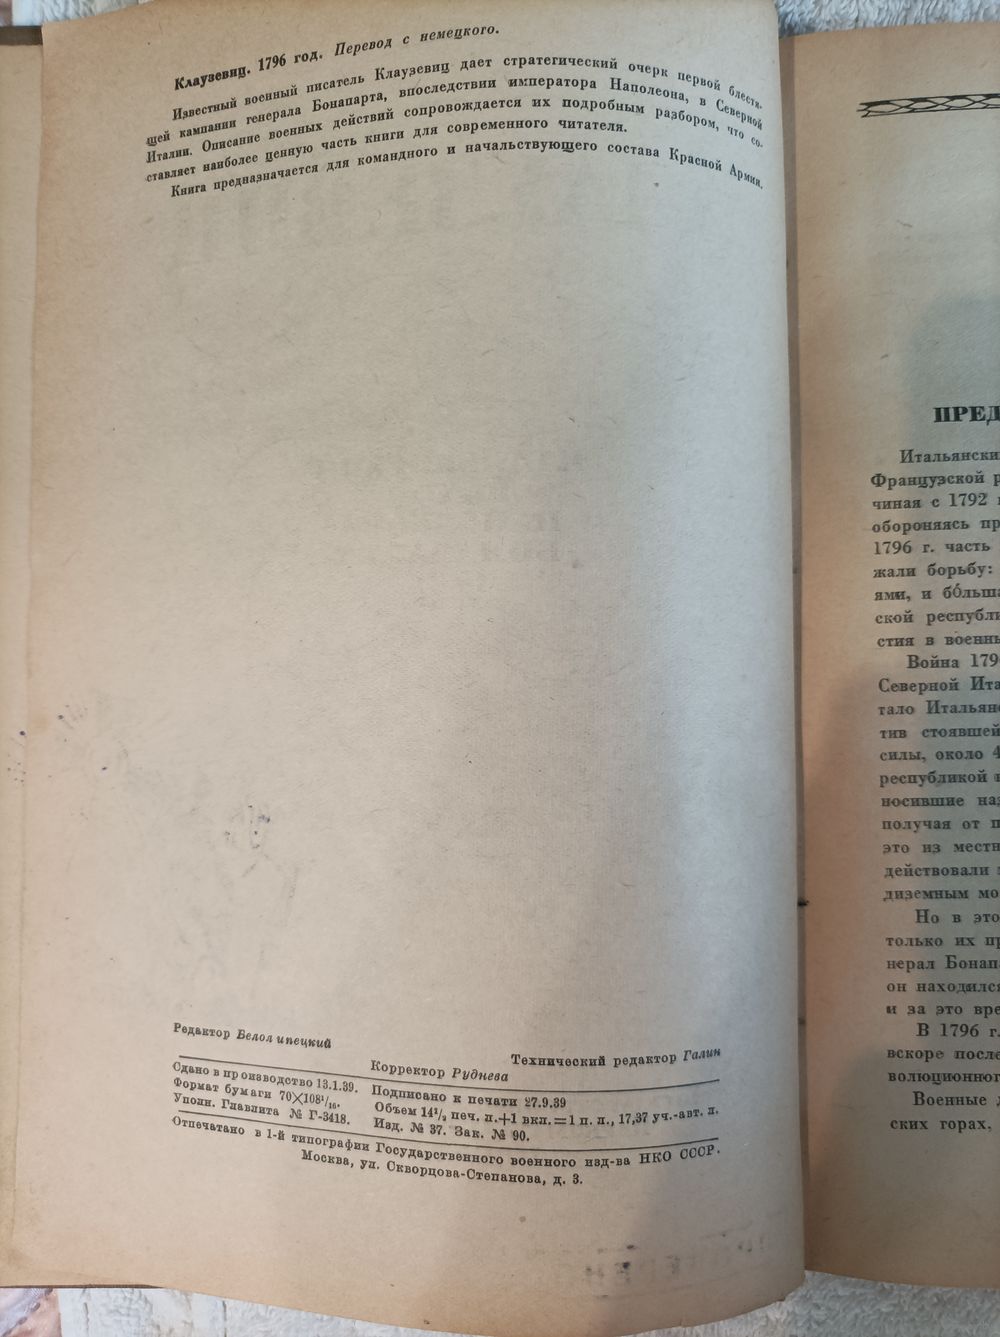 Клаузевиц. 1796 год. Перевод с немецкого.
Известный военный писатель Клаузевиц дает стратегический очерк первой блестя-
щей кампании генерала Бонапарта, впоследствии императора Наполеона, в Северной
Италии. Описание военных действий сопровождается их подробным разбором, что со-
ставляет наиболее ценную часть книги для современного читателя.
Книга предназначается для командного и начальствующего состава Красной Армии.
Редактор Белолипецкий
Технический редактор Галин
Корректор Руднева
Сдано в производство 13.1.39. Подписано к печати 27.9.39
Формат бумаги 70×108¹/₁₆. Объем 14²/₂ печ. л.+1 вкл.=1 п. л., 17,37 уч.-авт. л.
Уполн. Главлита № Г-3418. Изд. № 37. Зак. № 90.
Отпечатано в 1-й типографии Государственного военного изд-ва НКО СССР.
Москва, ул. Скворцова-Степанова, д. 3.
ПРЕД
Итальянски
Французской р
чиная с 1792
обороняясь пр
1796 г. часть
жали борьбу:
ями, и бо́льша
ской республи
стия в военны
Война 179
Северной Ита
тало Итальян
тив стоявшей
силы, около 4
республикой
носившие на
получая от п
это из местн
действовали
диземным мо
Но в это
только их пр
нерал Бонап
он находился
и за это вре
В 1796 г.
вскоре после
волюционног
Военные
ских горах,